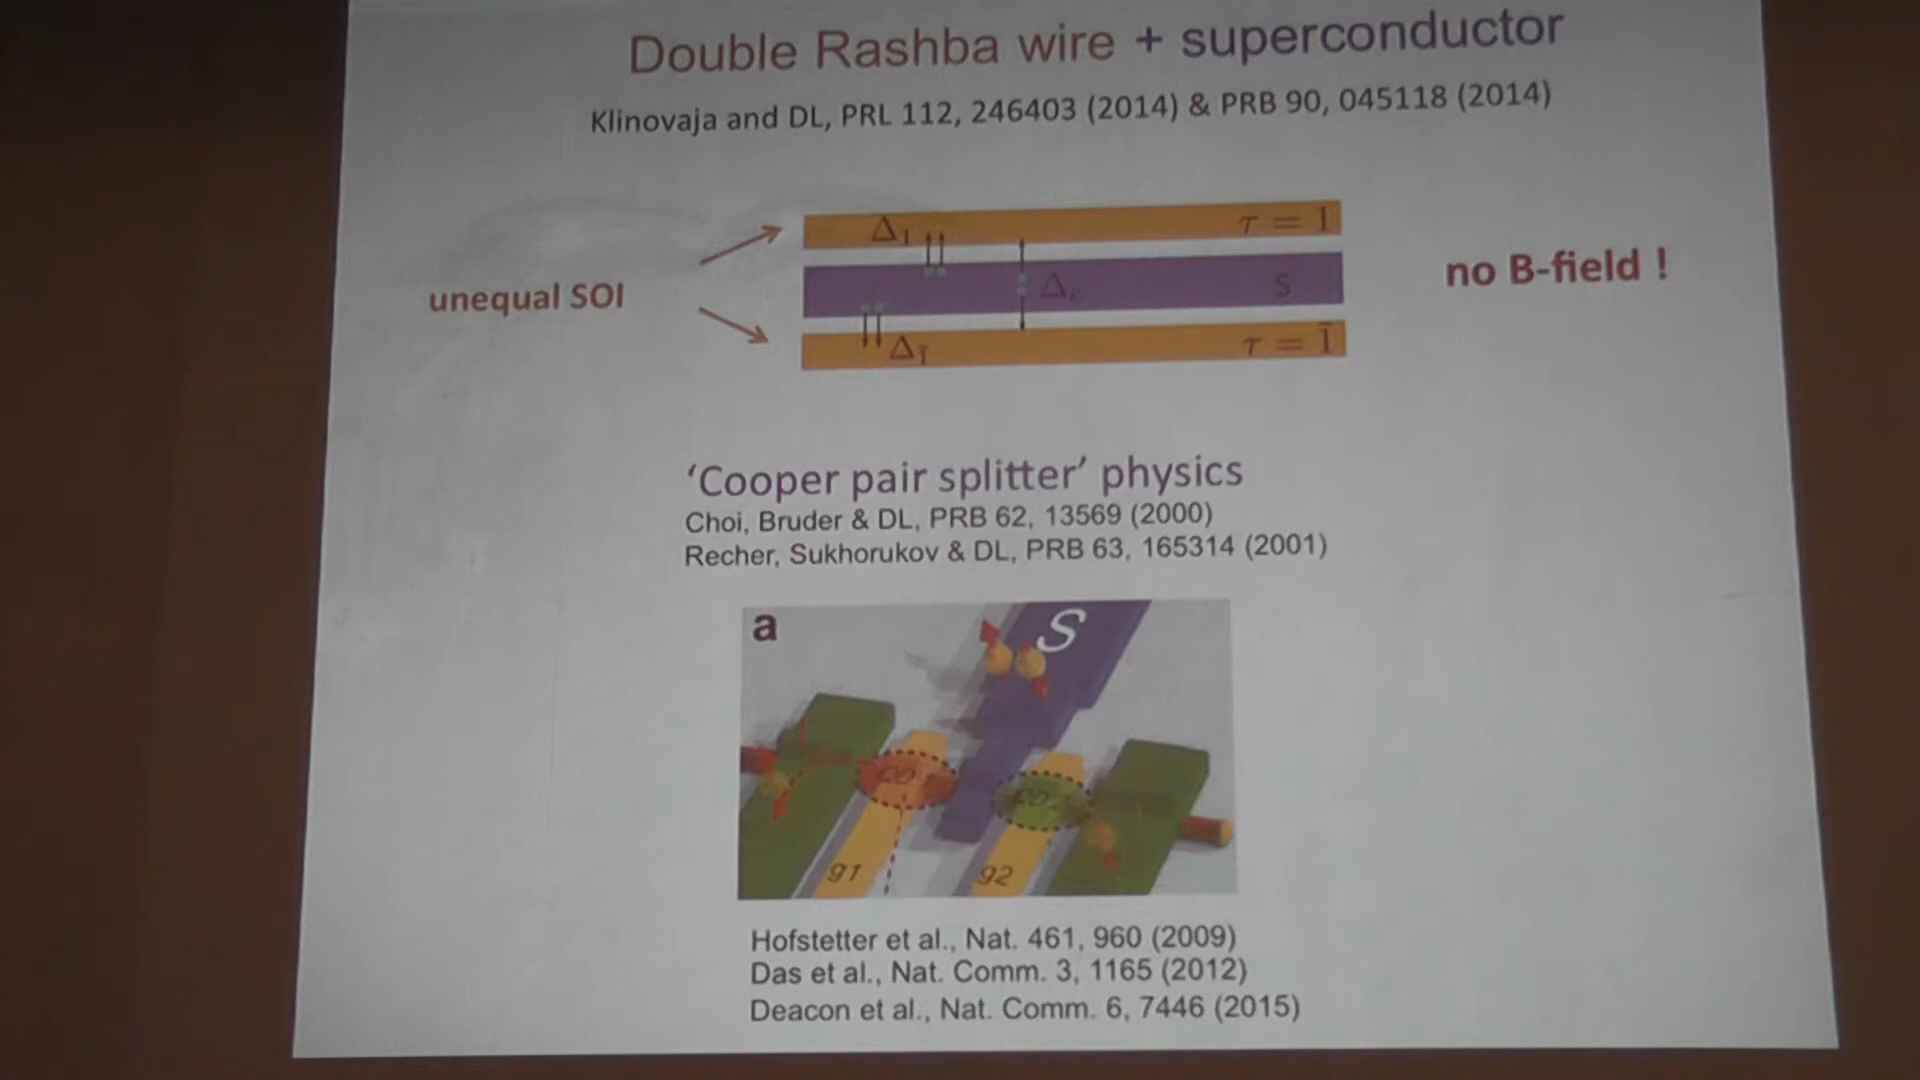 Double Rashba wire + superconductor
Klinovaja and DL, PRL 112, 246403 (2014) & PRB 90, 045118 (2014)
Δ₁ τ = 1
unequal SOI
Δc S
no B-field !
Δ1̄ τ = 1̄
‘Cooper pair splitter’ physics
Choi, Bruder & DL, PRB 62, 13569 (2000)
Recher, Sukhorukov & DL, PRB 63, 165314 (2001)
a
S
g1 g2
Hofstetter et al., Nat. 461, 960 (2009)
Das et al., Nat. Comm. 3, 1165 (2012)
Deacon et al., Nat. Comm. 6, 7446 (2015)